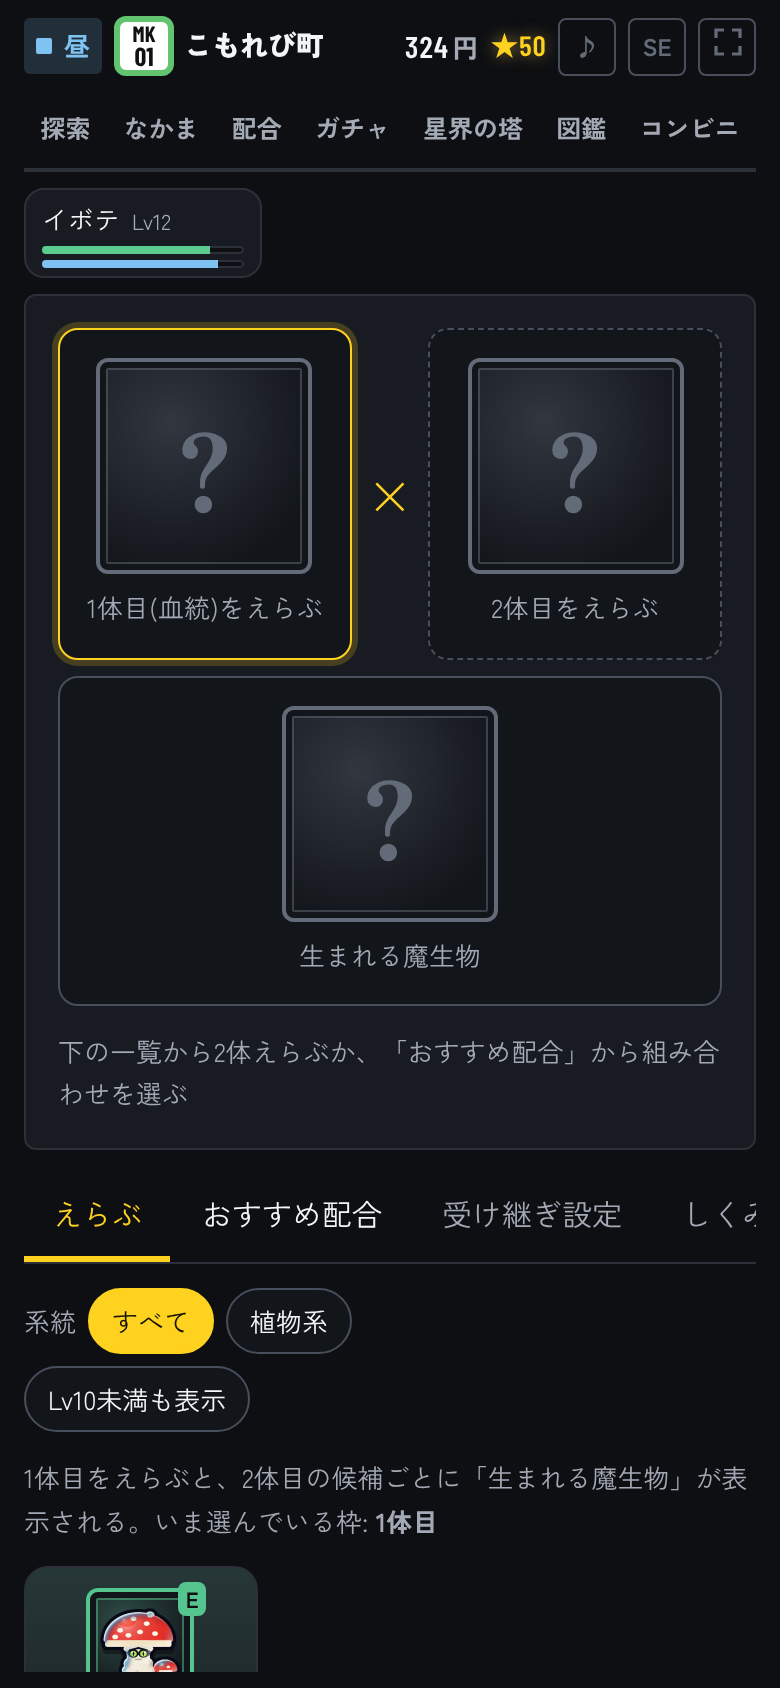 昼 MK 01 こもれび町 324円 ★50 ♪ SE
探索 なかま 配合 ガチャ 星界の塔 図鑑 コンビニ
イボテ Lv12
? × ?
1体目(血統)をえらぶ 2体目をえらぶ
?
生まれる魔生物
下の一覧から2体えらぶか、「おすすめ配合」から組み合
わせを選ぶ
えらぶ おすすめ配合 受け継ぎ設定 しくみ
系統 すべて 植物系
Lv10未満も表示
1体目をえらぶと、2体目の候補ごとに「生まれる魔生物」が表
示される。いま選んでいる枠: 1体目
E